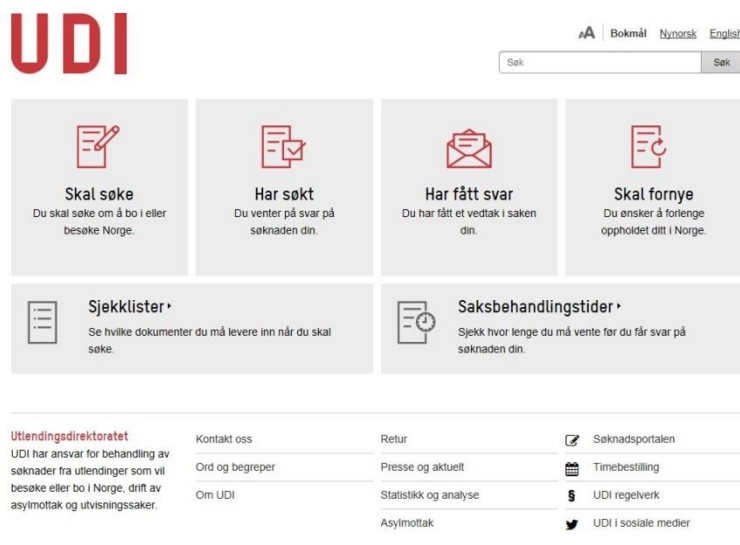 UDI
AA Bokmål Nynorsk English
Søk Søk
Skal søke
Du skal søke om å bo i eller
besøke Norge.
Har søkt
Du venter på svar på
søknaden din.
Har fått svar
Du har fått et vedtak i saken
din.
Skal fornye
Du ønsker å forlenge
oppholdet ditt i Norge.
Sjekklister
Se hvilke dokumenter du må levere inn når du skal
søke.
Saksbehandlingstider
Sjekk hvor lenge du må vente før du får svar på
søknaden din.
Utlendingsdirektoratet
UDI har ansvar for behandling av
søknader fra utlendinger som vil
besøke eller bo i Norge, drift av
asylmottak og utvisningssaker.
Kontakt oss
Ord og begreper
Om UDI
Retur
Presse og aktuelt
Statistikk og analyse
Asylmottak
Søknadsportalen
Timebestilling
§ UDI regelverk
UDI i sosiale medier